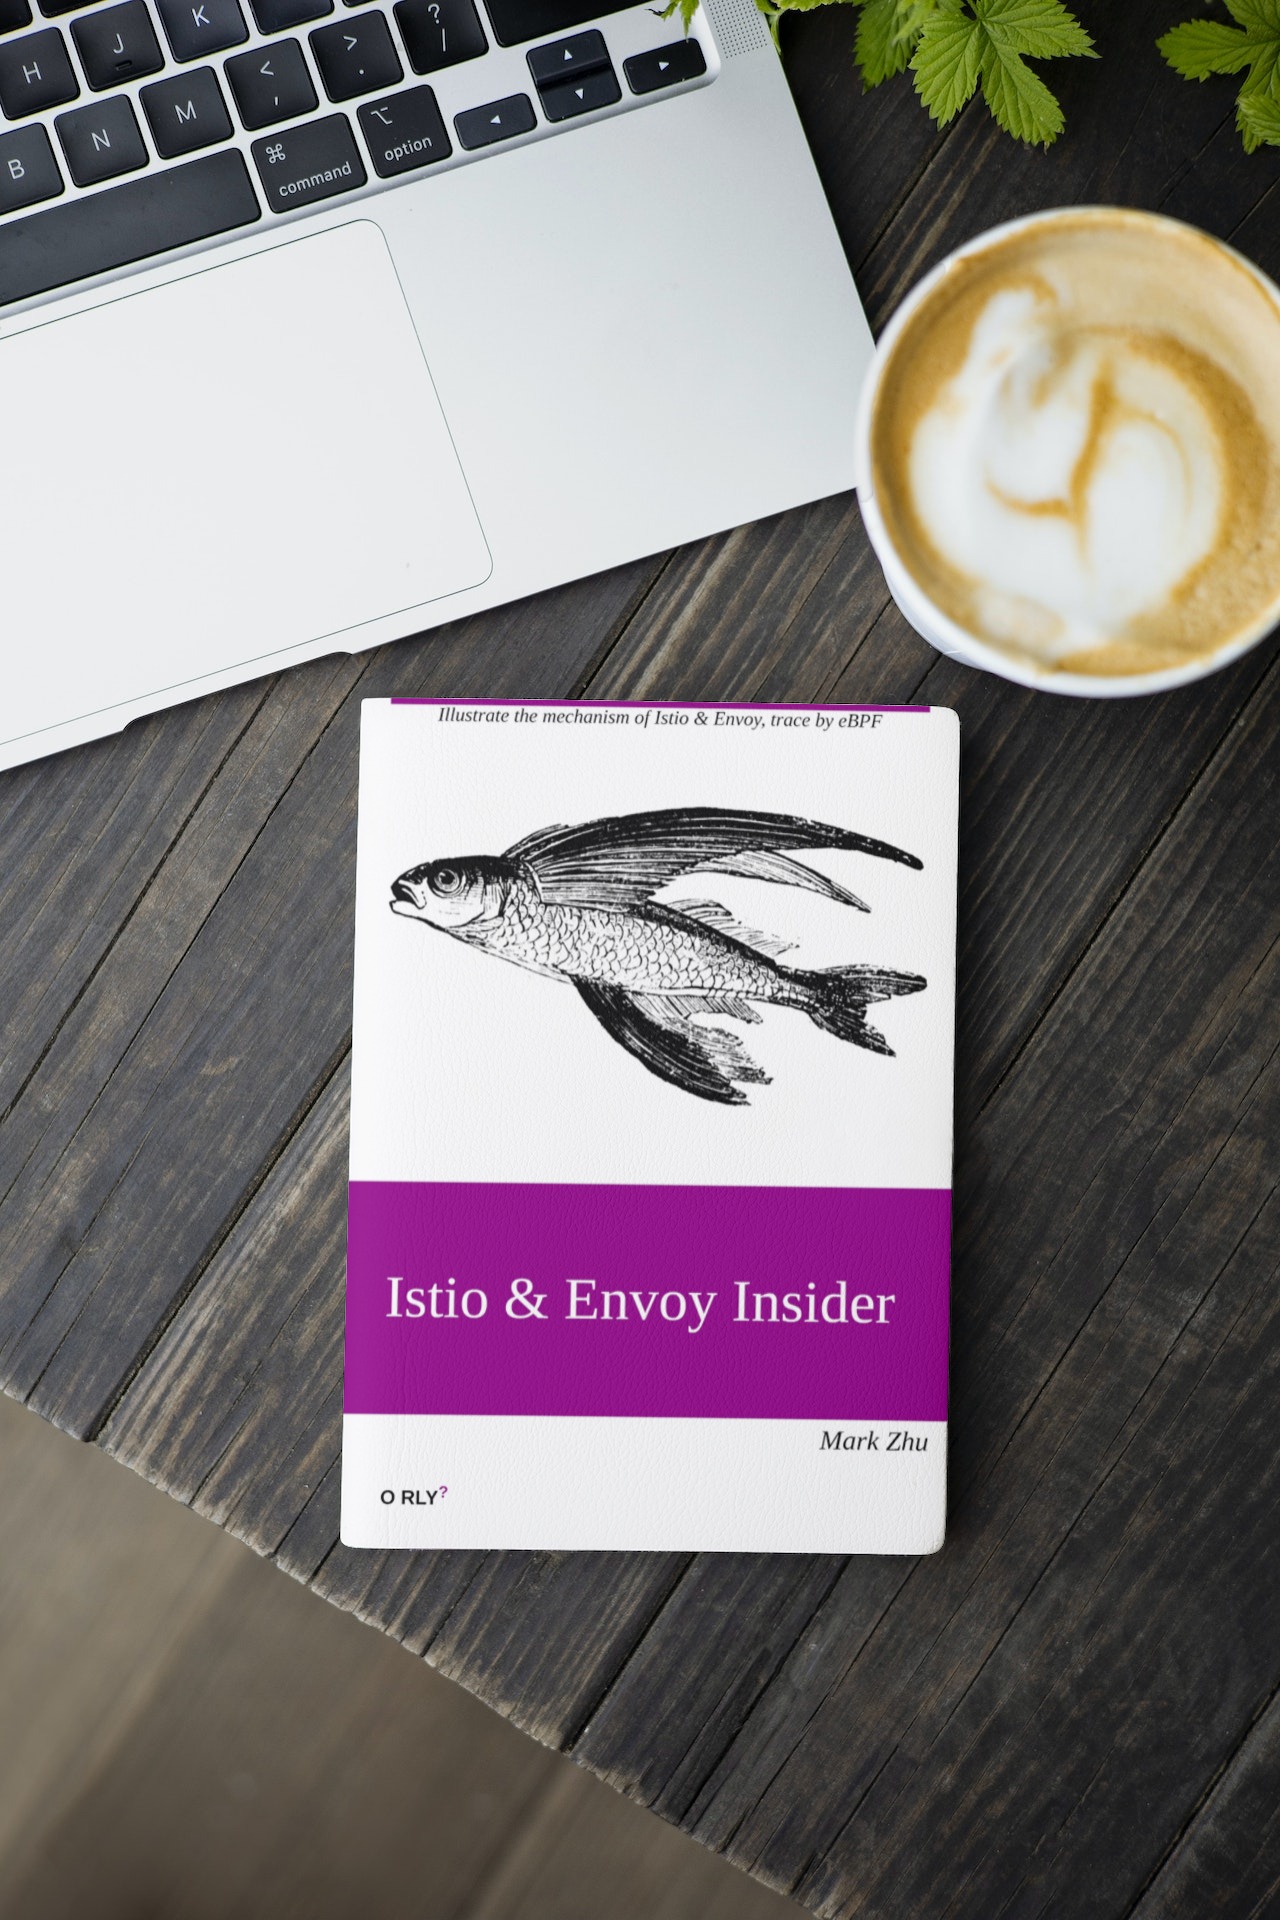 ?
H J K > . /
B N M < ,
⌘ command ⌥ option ◄ ▲ ▼ ►
Illustrate the mechanism of Istio & Envoy, trace by eBPF
Istio & Envoy Insider
Mark Zhu
O RLY?